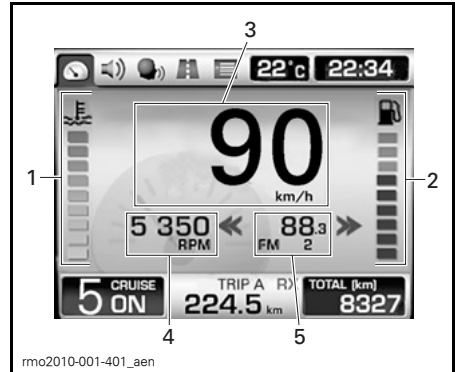 3
22°c 22:34
1
90
km/h
2
5 350
RPM
88.3
FM 2
5 CRUISE ON
TRIP A RX
224.5 km
TOTAL (km)
8327
4
5
rmo2010-001-401_aen